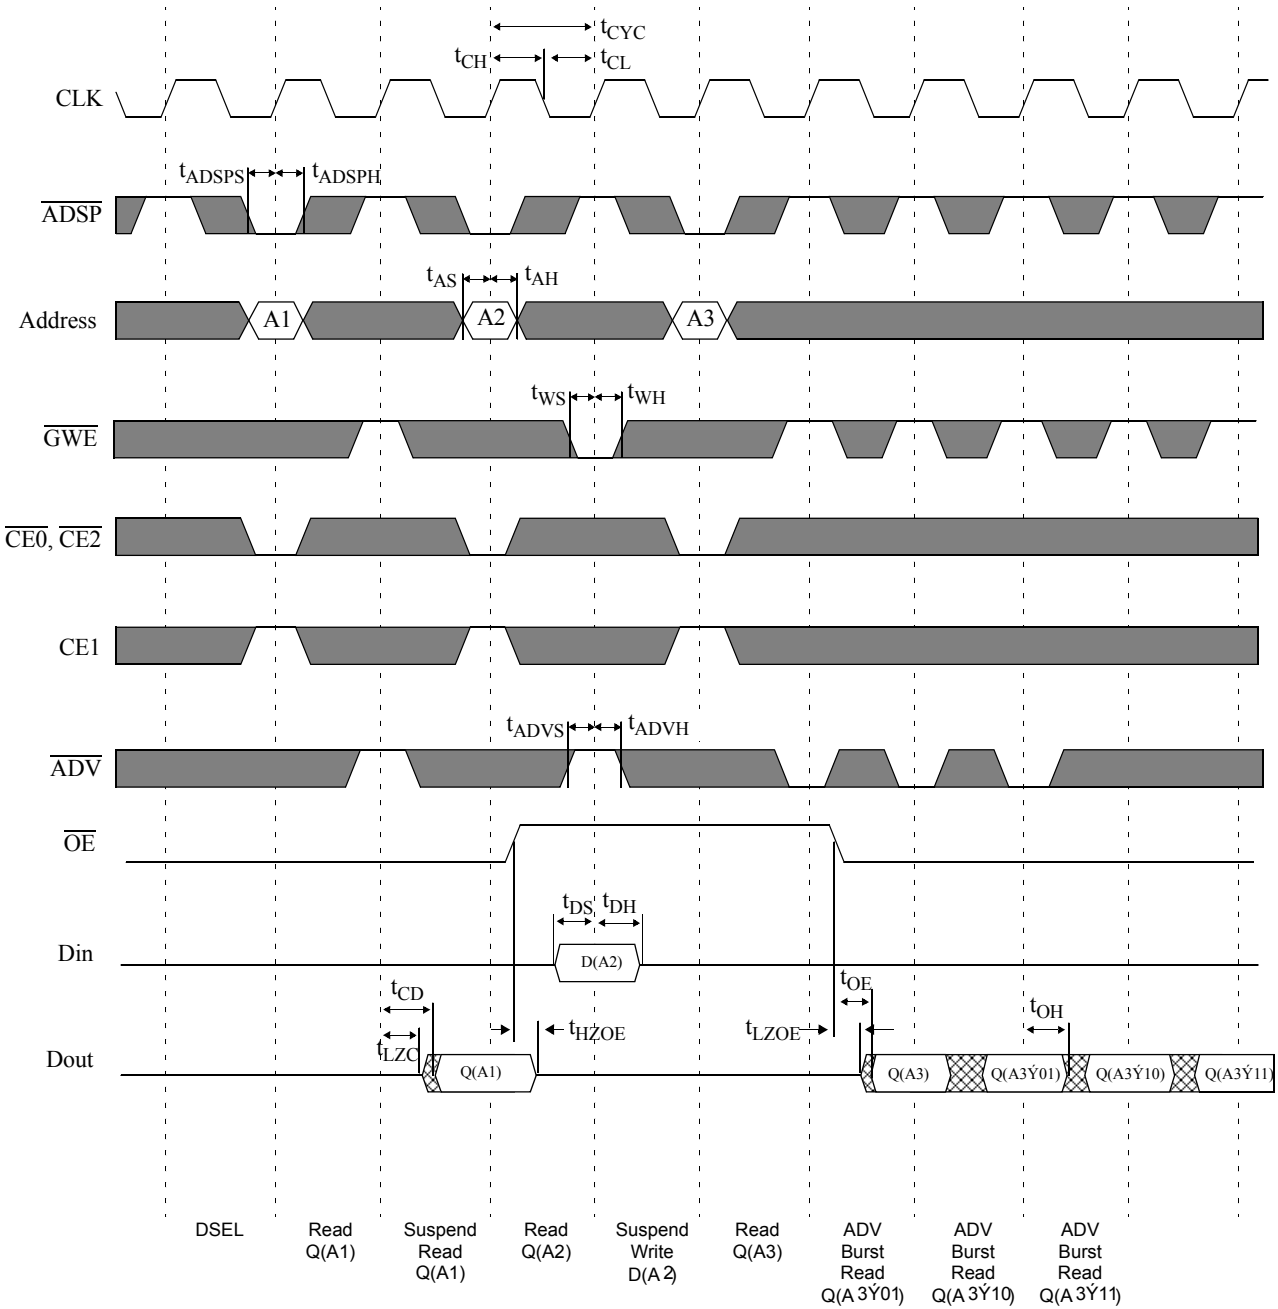 tCYC
tCH
tCL
CLK
tADSPS
tADSPH
ADSP
tAS
tAH
Address
A1
A2
A3
tWS
tWH
GWE
CE0, CE2
CE1
tADVS
tADVH
ADV
OE
tDS
tDH
Din
D(A2)
tCD
tOE
tOH
tLZC
tHZOE
tLZOE
Dout
Q(A1)
Q(A3)
Q(A3Ý01)
Q(A3Ý10)
Q(A3Ý11)
DSEL
Read
Q(A1)
Suspend
Read
Q(A1)
Read
Q(A2)
Suspend
Write
D(A2)
Read
Q(A3)
ADV
Burst
Read
Q(A3Ý01)
ADV
Burst
Read
Q(A3Ý10)
ADV
Burst
Read
Q(A3Ý11)